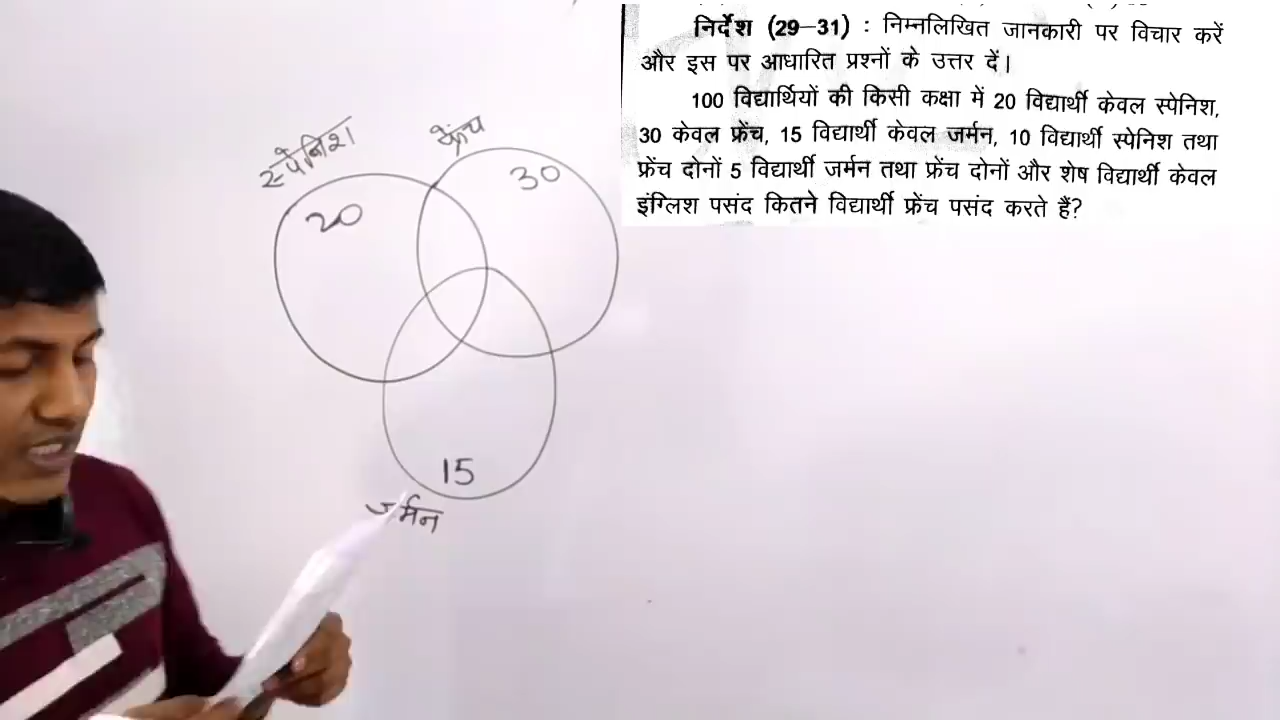 निर्देश (29–31) : निम्नलिखित जानकारी पर विचार करें
और इस पर आधारित प्रश्नों के उत्तर दें।
100 विद्यार्थियों की किसी कक्षा में 20 विद्यार्थी केवल स्पेनिश,
30 केवल फ्रेंच, 15 विद्यार्थी केवल जर्मन, 10 विद्यार्थी स्पेनिश तथा
फ्रेंच दोनों 5 विद्यार्थी जर्मन तथा फ्रेंच दोनों और शेष विद्यार्थी केवल
इंग्लिश पसंद कितने विद्यार्थी फ्रेंच पसंद करते हैं?
स्पेनिश
फ्रेंच
20
30
15
जर्मन